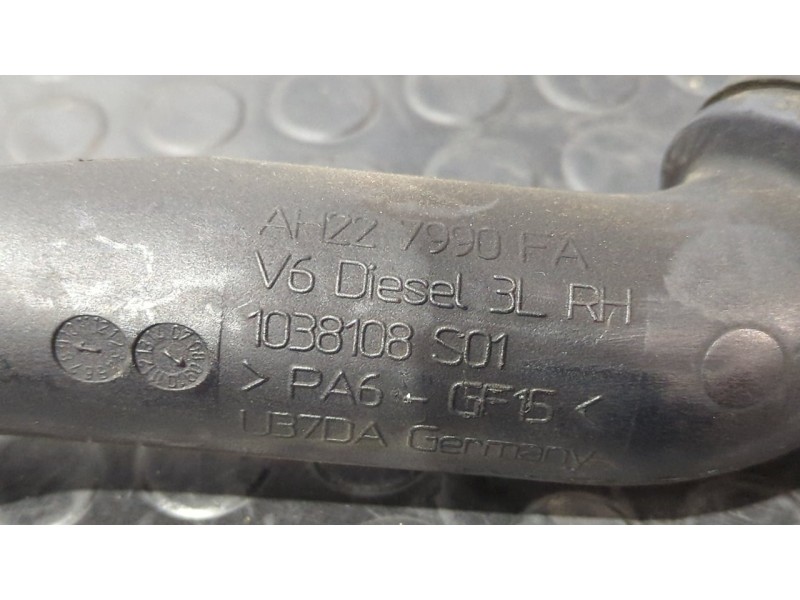 AH22 7990 FA
V6 Diesel 3L RH
1038108 S01
> PA6 - GF15 <
UB7DA Germany